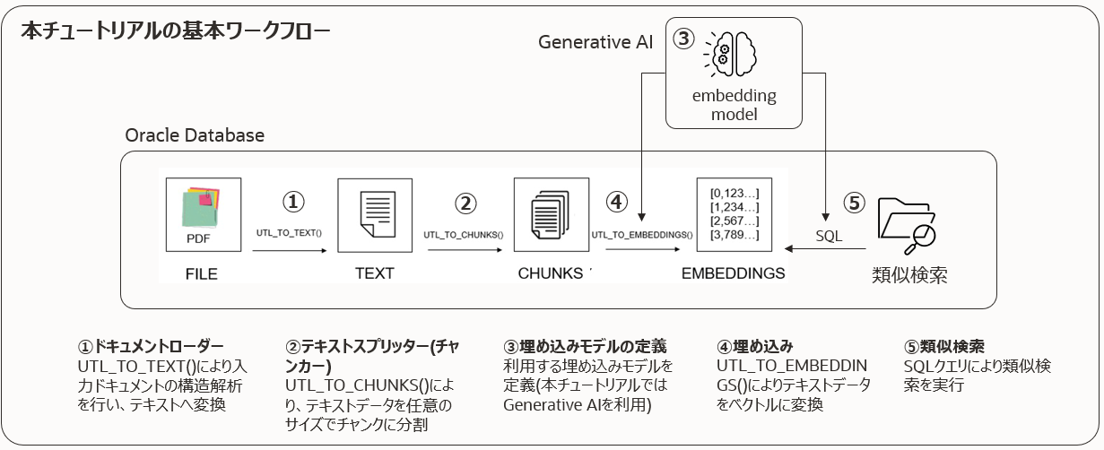 本チュートリアルの基本ワークフロー
Generative AI
③
embedding
model
Oracle Database
PDF
FILE
①
UTL_TO_TEXT()
TEXT
②
UTL_TO_CHUNKS()
CHUNKS
④
UTL_TO_EMBEDDINGS()
[0,123...]
[1,234...]
[2,567...]
[3,789...]
EMBEDDINGS
⑤
SQL
類似検索
①ドキュメントローダー
UTL_TO_TEXT()により入
力ドキュメントの構造解析
を行い、テキストへ変換
②テキストスプリッター(チャ
ンカー)
UTL_TO_CHUNKS()によ
り、テキストデータを任意の
サイズでチャンクに分割
③埋め込みモデルの定義
利用する埋め込みモデルを
定義(本チュートリアルでは
Generative AIを利用)
④埋め込み
UTL_TO_EMBEDDIN
GS()によりテキストデータ
をベクトルに変換
⑤類似検索
SQLクエリにより類似検
索を実行